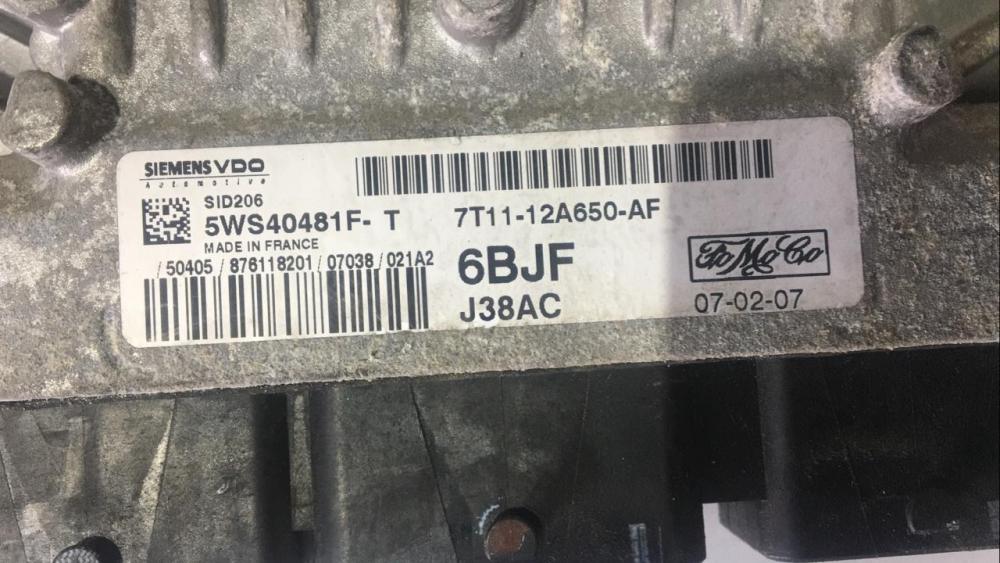 SIEMENS VDO
Automotive
SID206
5WS40481F- T
7T11-12A650-AF
MADE IN FRANCE
/50405/876118201/07038/021A2
6BJF
FoMoCo
J38AC
07-02-07